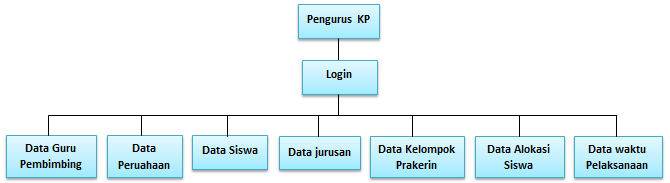 Pengurus KP
Login
Data Guru
Pembimbing
Data
Peruahaan
Data Siswa
Data jurusan
Data Kelompok
Prakerin
Data Alokasi
Siswa
Data waktu
Pelaksanaan